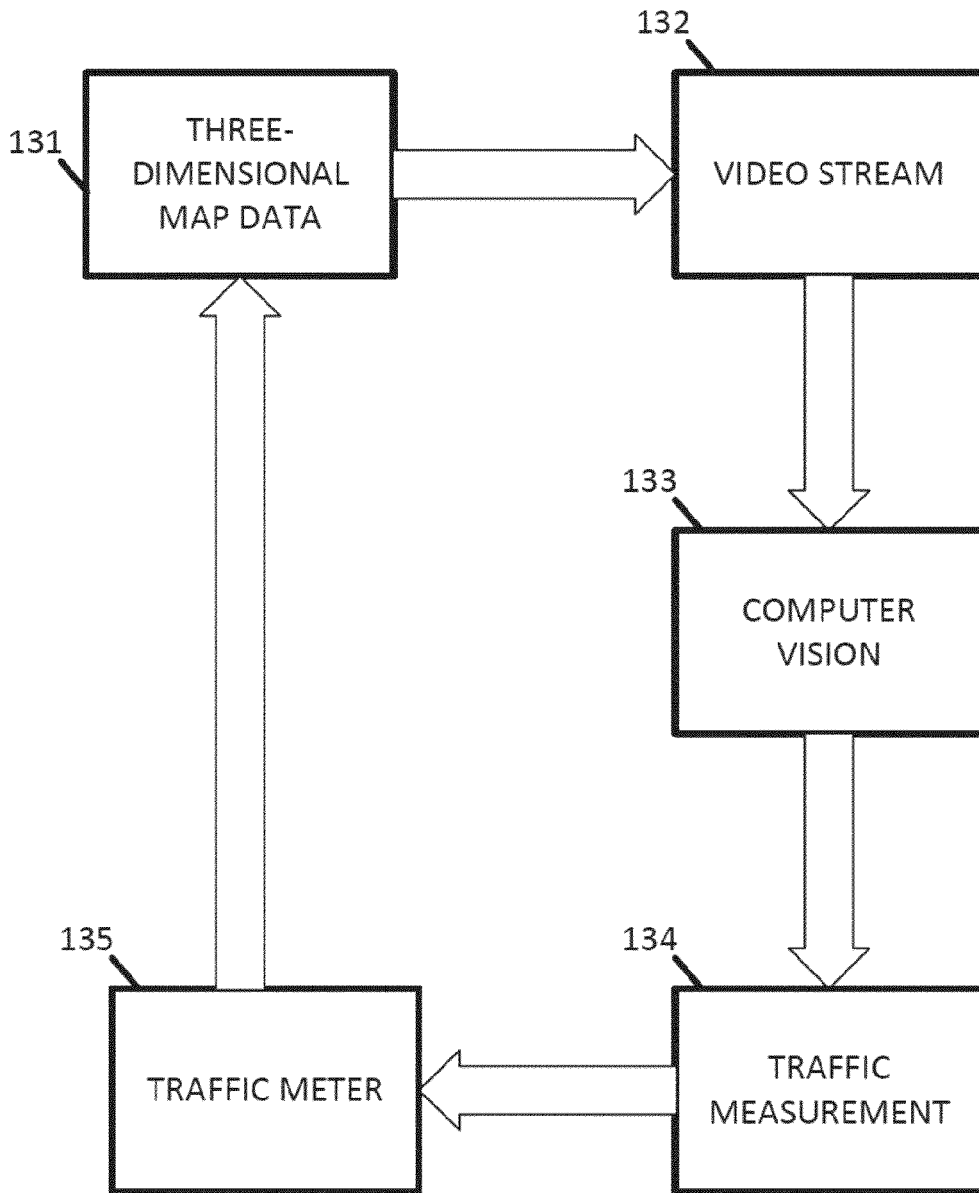 132
131
THREE-
DIMENSIONAL
MAP DATA
VIDEO STREAM
133
COMPUTER
VISION
135
134
TRAFFIC METER
TRAFFIC
MEASUREMENT